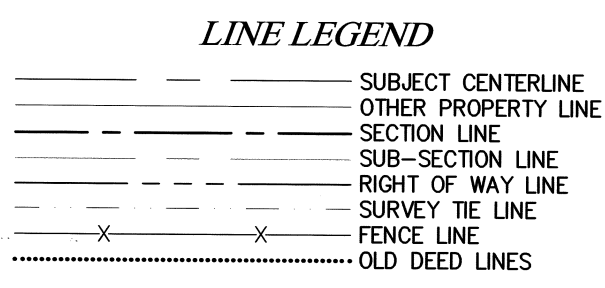 LINE LEGEND
SUBJECT CENTERLINE
OTHER PROPERTY LINE
SECTION LINE
SUB-SECTION LINE
RIGHT OF WAY LINE
SURVEY TIE LINE
FENCE LINE
OLD DEED LINES